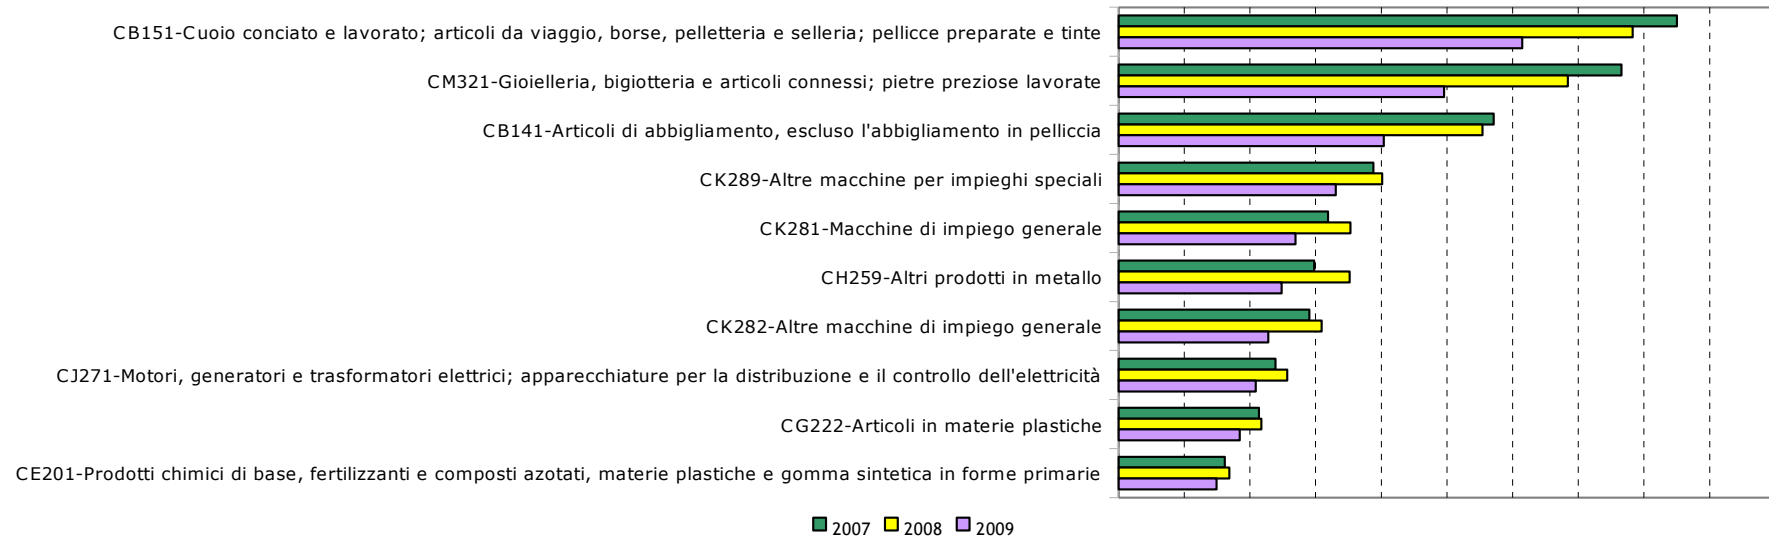 CB151-Cuoio conciato e lavorato; articoli da viaggio, borse, pelletteria e selleria; pellicce preparate e tinte
CM321-Gioielleria, bigiotteria e articoli connessi; pietre preziose lavorate
CB141-Articoli di abbigliamento, escluso l'abbigliamento in pelliccia
CK289-Altre macchine per impieghi speciali
CK281-Macchine di impiego generale
CH259-Altri prodotti in metallo
CK282-Altre macchine di impiego generale
CJ271-Motori, generatori e trasformatori elettrici; apparecchiature per la distribuzione e il controllo dell'elettricità
CG222-Articoli in materie plastiche
CE201-Prodotti chimici di base, fertilizzanti e composti azotati, materie plastiche e gomma sintetica in forme primarie
2007 2008 2009